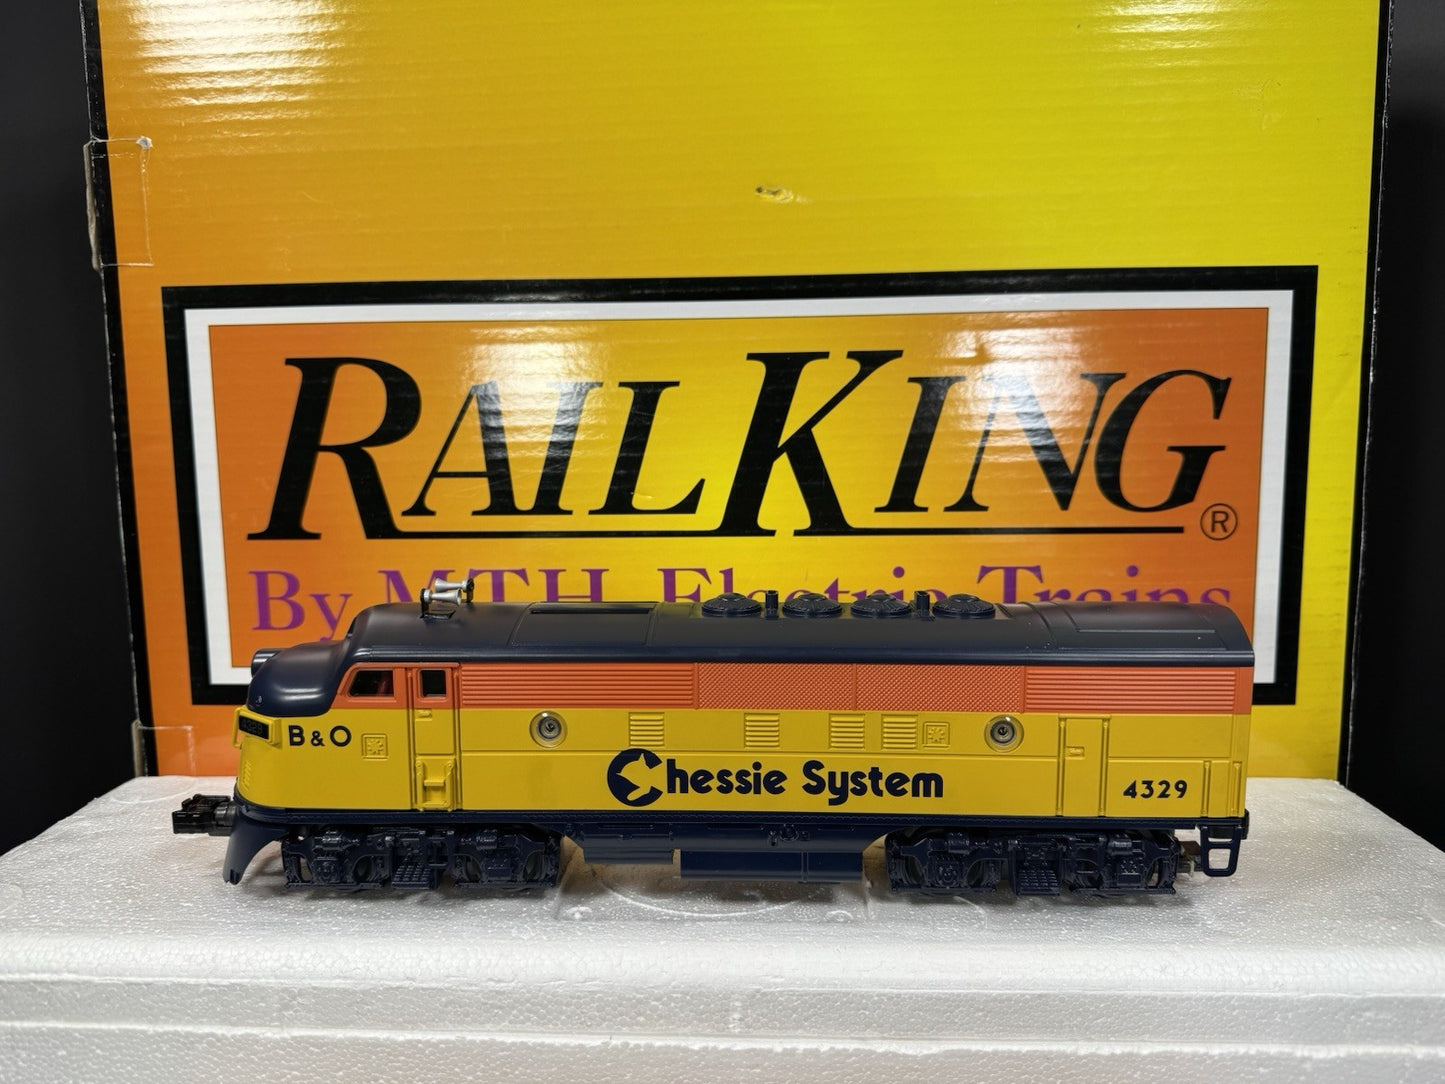 RAILKING®
By MTH Electric Trains
B & O
Chessie System
4329